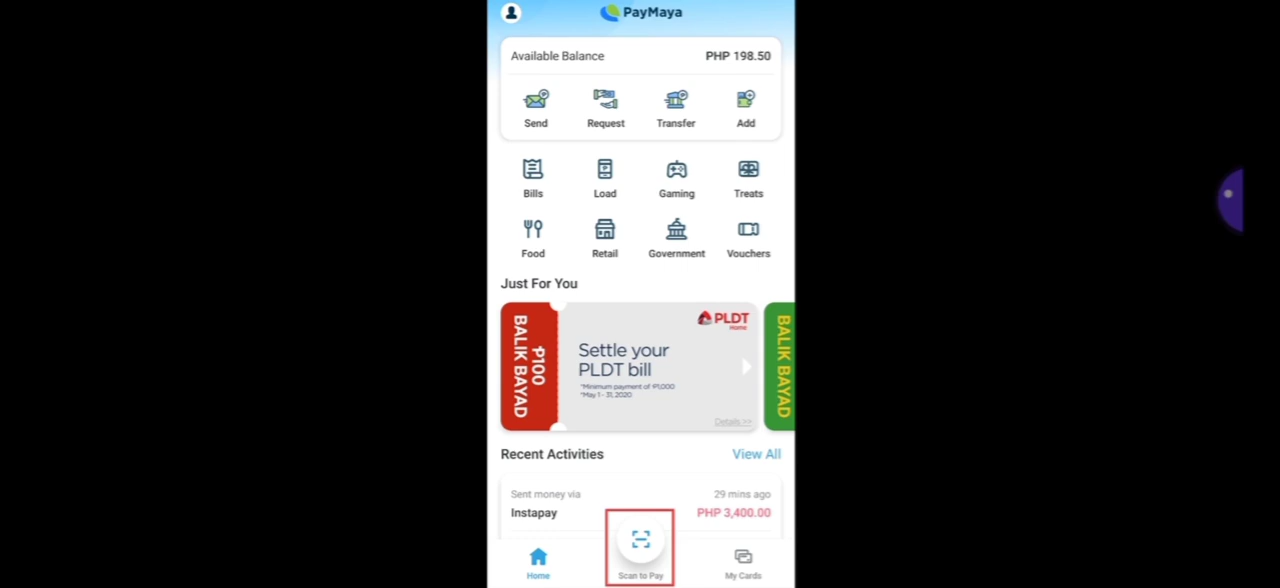 PayMaya
Available Balance PHP 198.50
Send Request Transfer Add
Bills Load Gaming Treats
Food Retail Government Vouchers
Just For You
₱100
BALIK BAYAD
PLDT
Home
Settle your
PLDT bill
*Minimum payment of ₱1,000
*May 1 - 31, 2020
Details >>
BALIK BAYAD
Recent Activities View All
Sent money via 29 mins ago
Instapay PHP 3,400.00
Home Scan to Pay My Cards